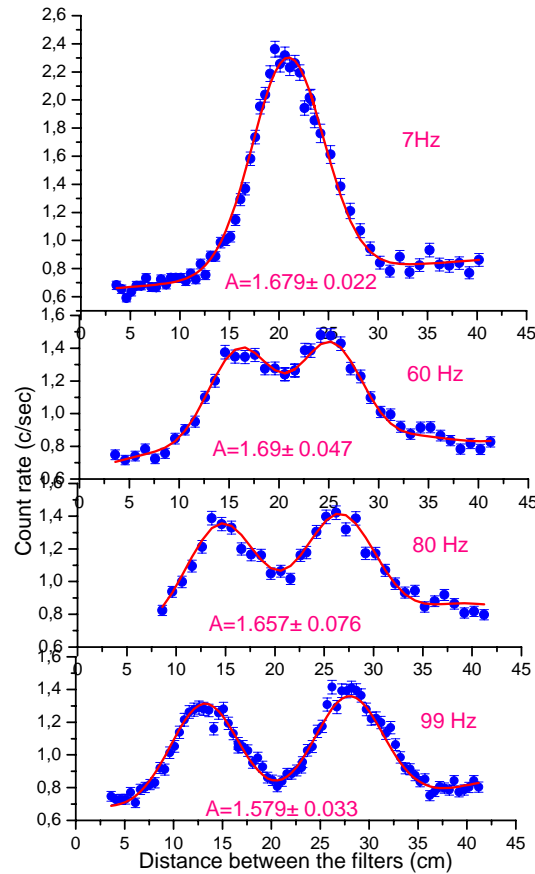 2,6
2,4
2,2
2,0
1,8
1,6
1,4
1,2
1,0
0,8
0,6
7Hz
A=1.679± 0.022
0 5 10 15 20 25 30 35 40 45
1,6
1,4
1,2
1,0
0,8
0,6
60 Hz
A=1.69± 0.047
0 5 10 15 20 25 30 35 40 45
1,6
1,4
1,2
1,0
0,8
0,6
80 Hz
A=1.657± 0.076
0 5 10 15 20 25 30 35 40 45
1,6
1,4
1,2
1,0
0,8
0,6
99 Hz
A=1.579± 0.033
0 5 10 15 20 25 30 35 40 45
Count rate (c/sec)
Distance between the filters (cm)